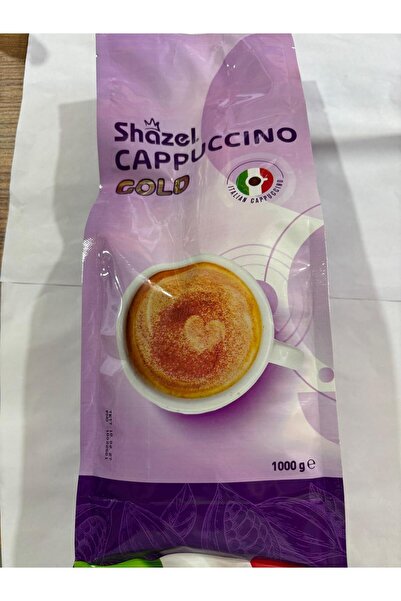 Shazel
CAPPUCCINO
GOLD
ITALIAN CAPPUCCINO
1000 g ℮